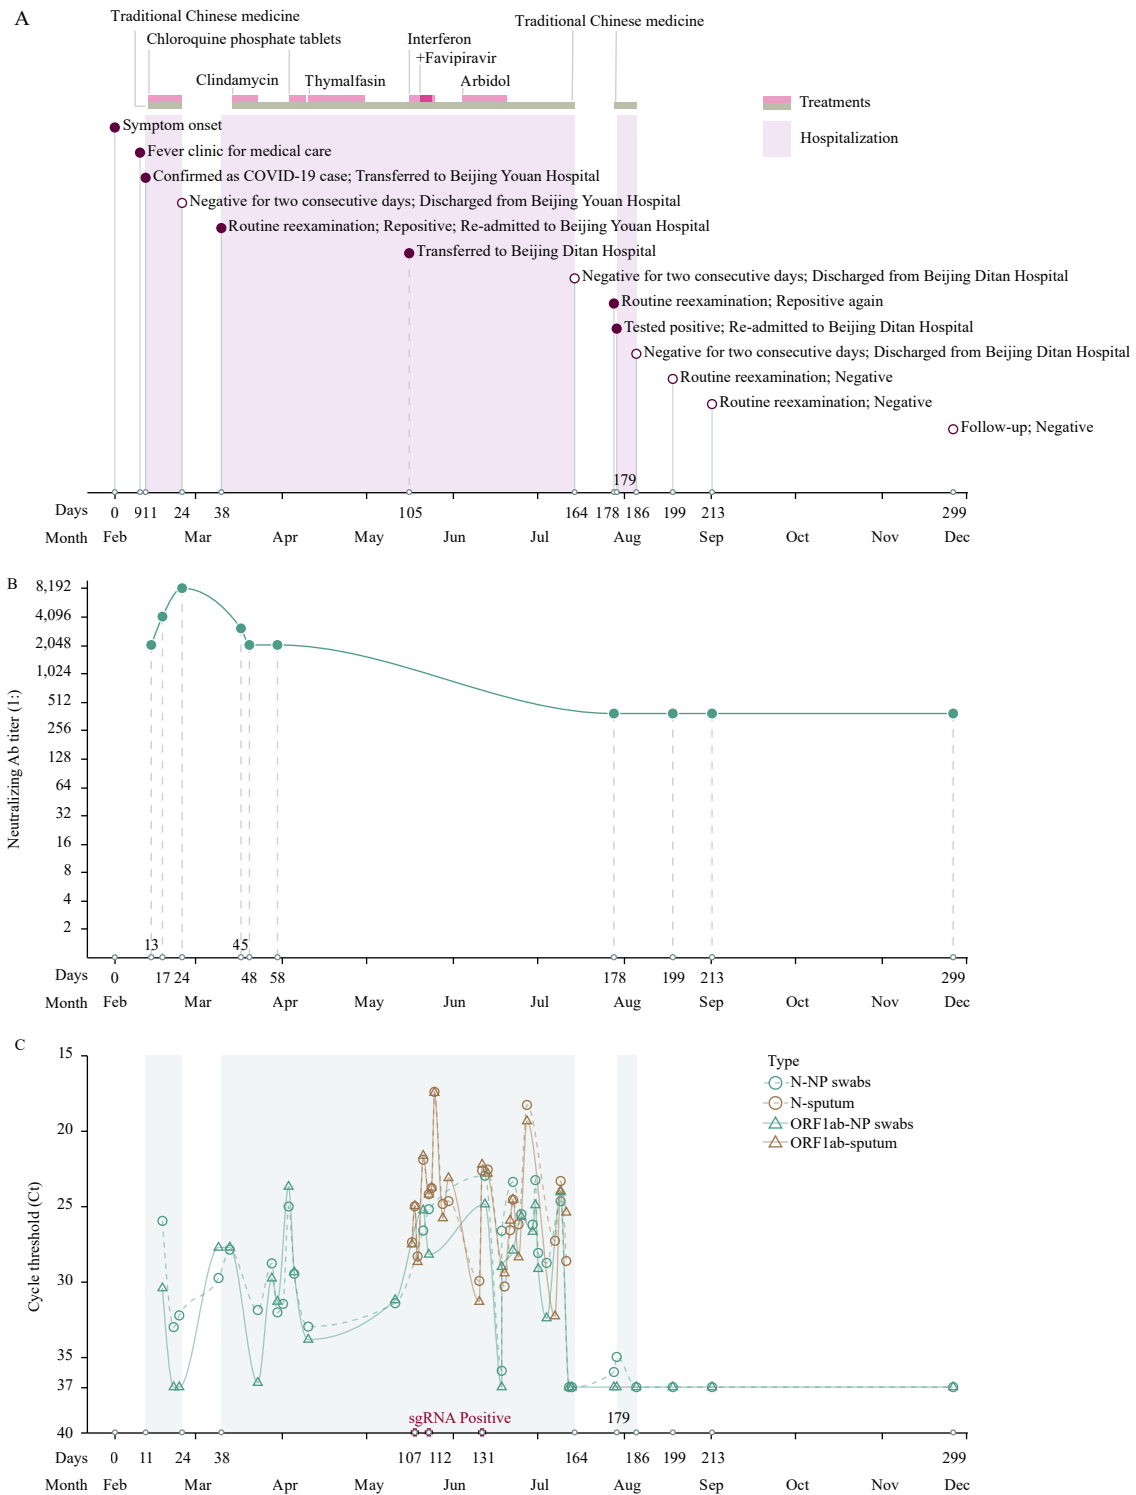 A
Traditional Chinese medicine
Traditional Chinese medicine
Chloroquine phosphate tablets
Interferon
+Favipiravir
Clindamycin
Thymalfasin
Arbidol
Treatments
Hospitalization
Symptom onset
Fever clinic for medical care
Confirmed as COVID-19 case; Transferred to Beijing Youan Hospital
Negative for two consecutive days; Discharged from Beijing Youan Hospital
Routine reexamination; Repositive; Re-admitted to Beijing Youan Hospital
Transferred to Beijing Ditan Hospital
Negative for two consecutive days; Discharged from Beijing Ditan Hospital
Routine reexamination; Repositive again
Tested positive; Re-admitted to Beijing Ditan Hospital
Negative for two consecutive days; Discharged from Beijing Ditan Hospital
Routine reexamination; Negative
Routine reexamination; Negative
Follow-up; Negative
179
Days 0 9 11 24 38 105 164 178 186 199 213 299
Month Feb Mar Apr May Jun Jul Aug Sep Oct Nov Dec
B
Neutralizing Ab titer (1:)
8,192
4,096
2,048
1,024
512
256
128
64
32
16
8
4
2
13 45
Days 0 17 24 48 58 178 199 213 299
Month Feb Mar Apr May Jun Jul Aug Sep Oct Nov Dec
C
Cycle threshold (Ct)
15
20
25
30
35
37
40
Type
N-NP swabs
N-sputum
ORF1ab-NP swabs
ORF1ab-sputum
sgRNA Positive
179
Days 0 11 24 38 107 112 131 164 186 199 213 299
Month Feb Mar Apr May Jun Jul Aug Sep Oct Nov Dec